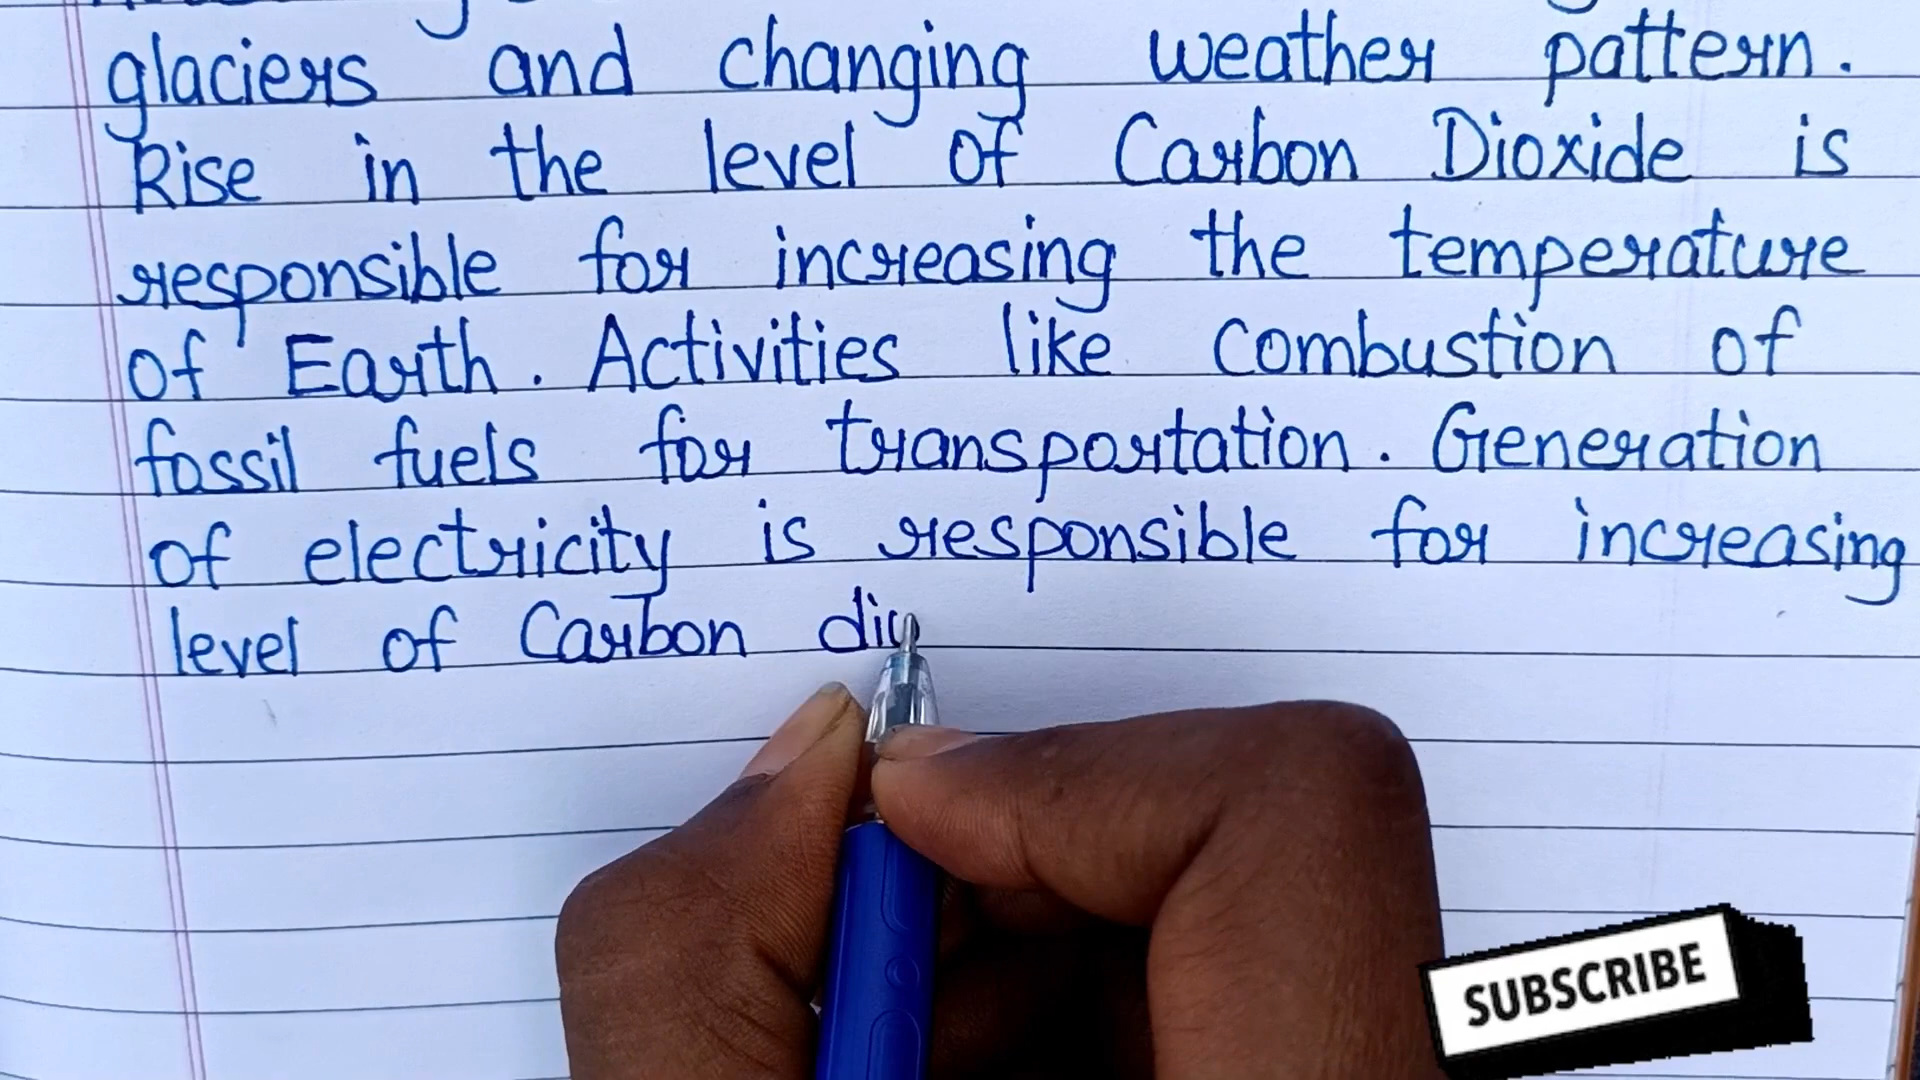 glaciers and changing weather pattern.
Rise in the level of Carbon Dioxide is
responsible for increasing the temperature
of Earth. Activities like combustion of
fossil fuels for transportation. Generation
of electricity is responsible for increasing
level of Carbon dio
SUBSCRIBE